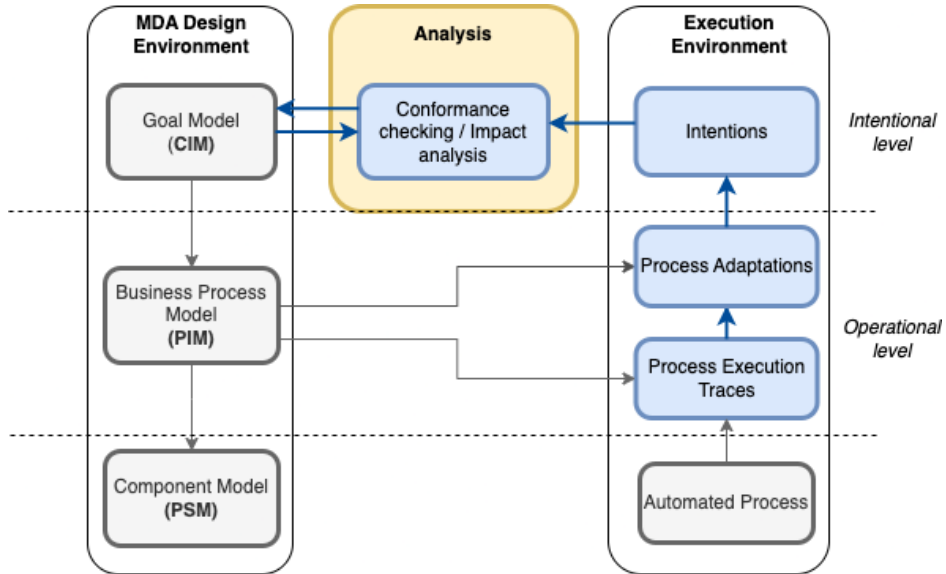 MDA Design
Environment
Analysis
Execution
Environment
Goal Model
(CIM)
Conformance
checking / Impact
analysis
Intentions
Intentional
level
Business Process
Model
(PIM)
Process Adaptations
Process Execution
Traces
Operational
level
Component Model
(PSM)
Automated Process